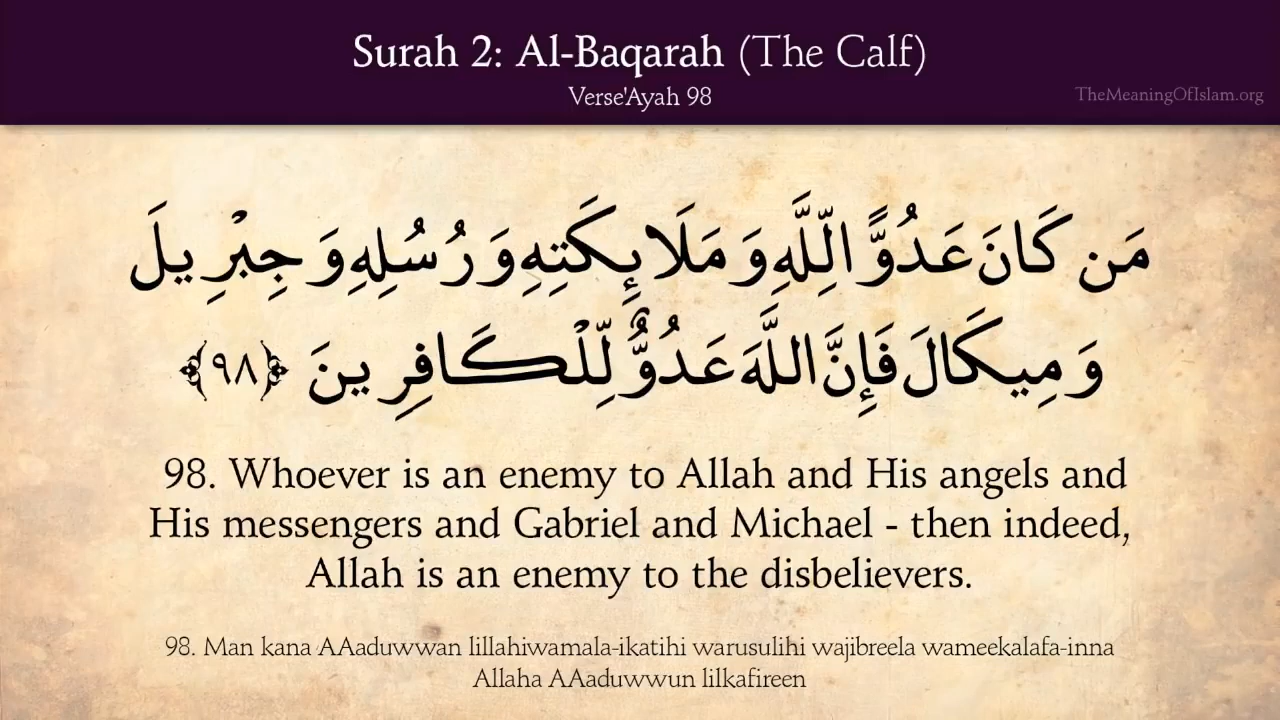 Surah 2: Al-Baqarah (The Calf)
Verse'Ayah 98
TheMeaningOfIslam.org
مَن كَانَ عَدُوًّا لِّلَّهِ وَمَلَائِكَتِهِ وَرُسُلِهِ وَجِبْرِيلَ
وَمِيكَالَ فَإِنَّ اللَّهَ عَدُوٌّ لِّلْكَافِرِينَ ﴿٩٨﴾
98. Whoever is an enemy to Allah and His angels and
His messengers and Gabriel and Michael - then indeed,
Allah is an enemy to the disbelievers.
98. Man kana AAaduwwan lillahiwamala-ikatihi warusulihi wajibreela wameekalafa-inna
Allaha AAaduwwun lilkafireen